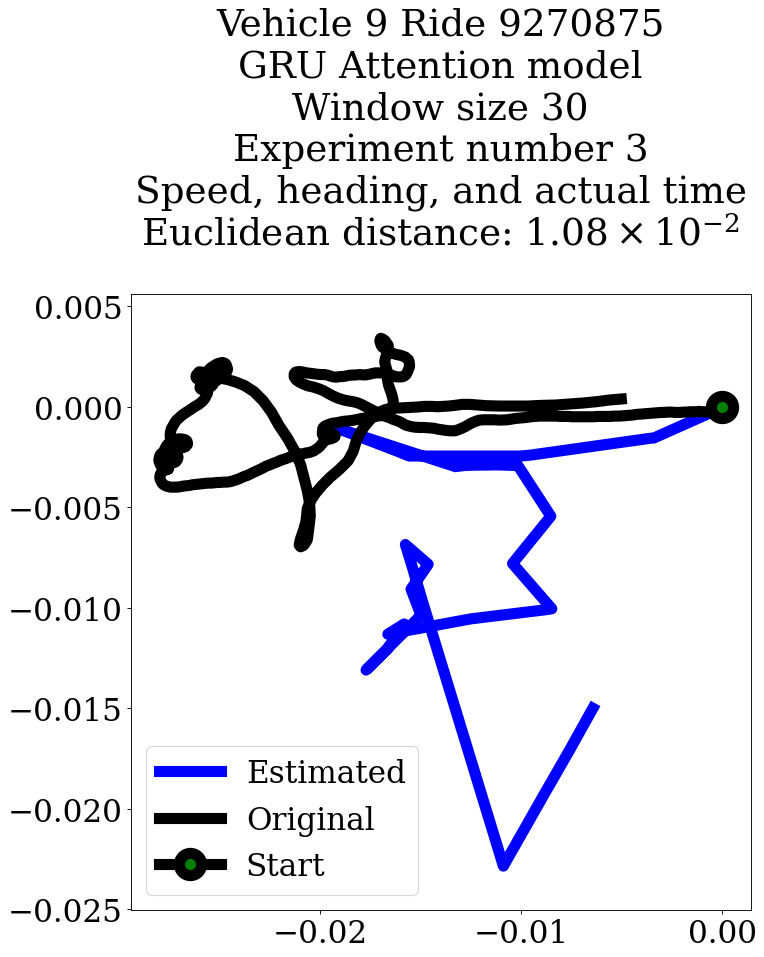 Vehicle 9 Ride 9270875
GRU Attention model
Window size 30
Experiment number 3
Speed, heading, and actual time
Euclidean distance: 1.08 × 10⁻²
0.005
0.000
−0.005
−0.010
−0.015
−0.020
−0.025
Estimated
Original
Start
−0.02
−0.01
0.00